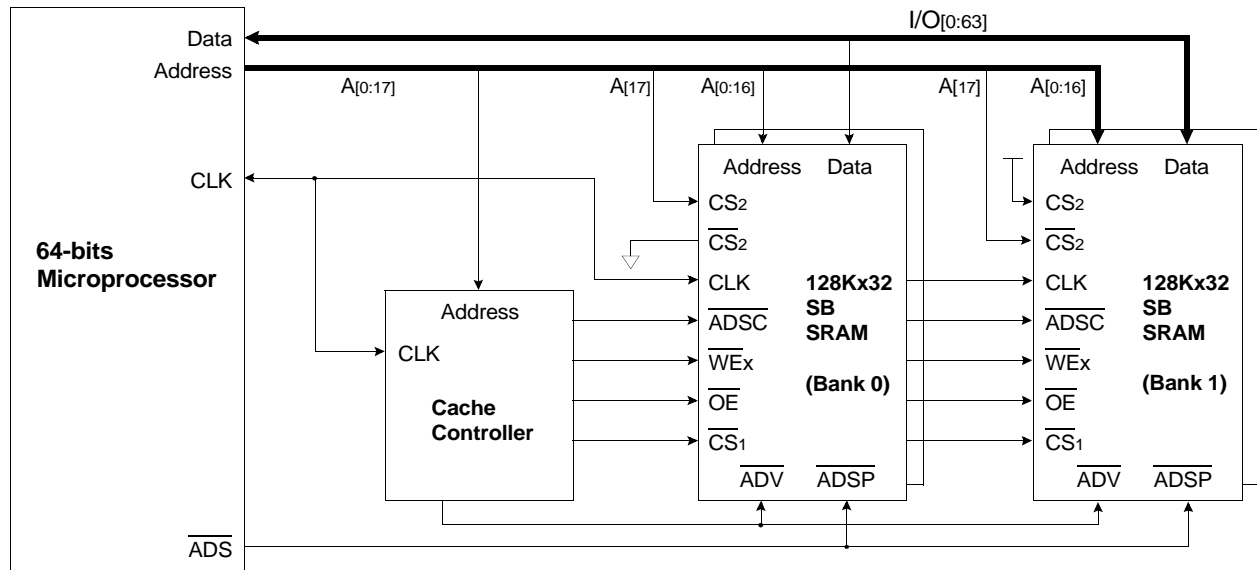 I/O[0:63]
Data
Address
A[0:17]
A[17]
A[0:16]
A[17]
A[0:16]
CLK
64-bits
Microprocessor
ADS
Address
CLK
Cache
Controller
Address Data
CS2
CS2
CLK
ADSC
WEx
OE
CS1
ADV ADSP
128Kx32
SB
SRAM
(Bank 0)
Address Data
CS2
CS2
CLK
ADSC
WEx
OE
CS1
ADV ADSP
128Kx32
SB
SRAM
(Bank 1)